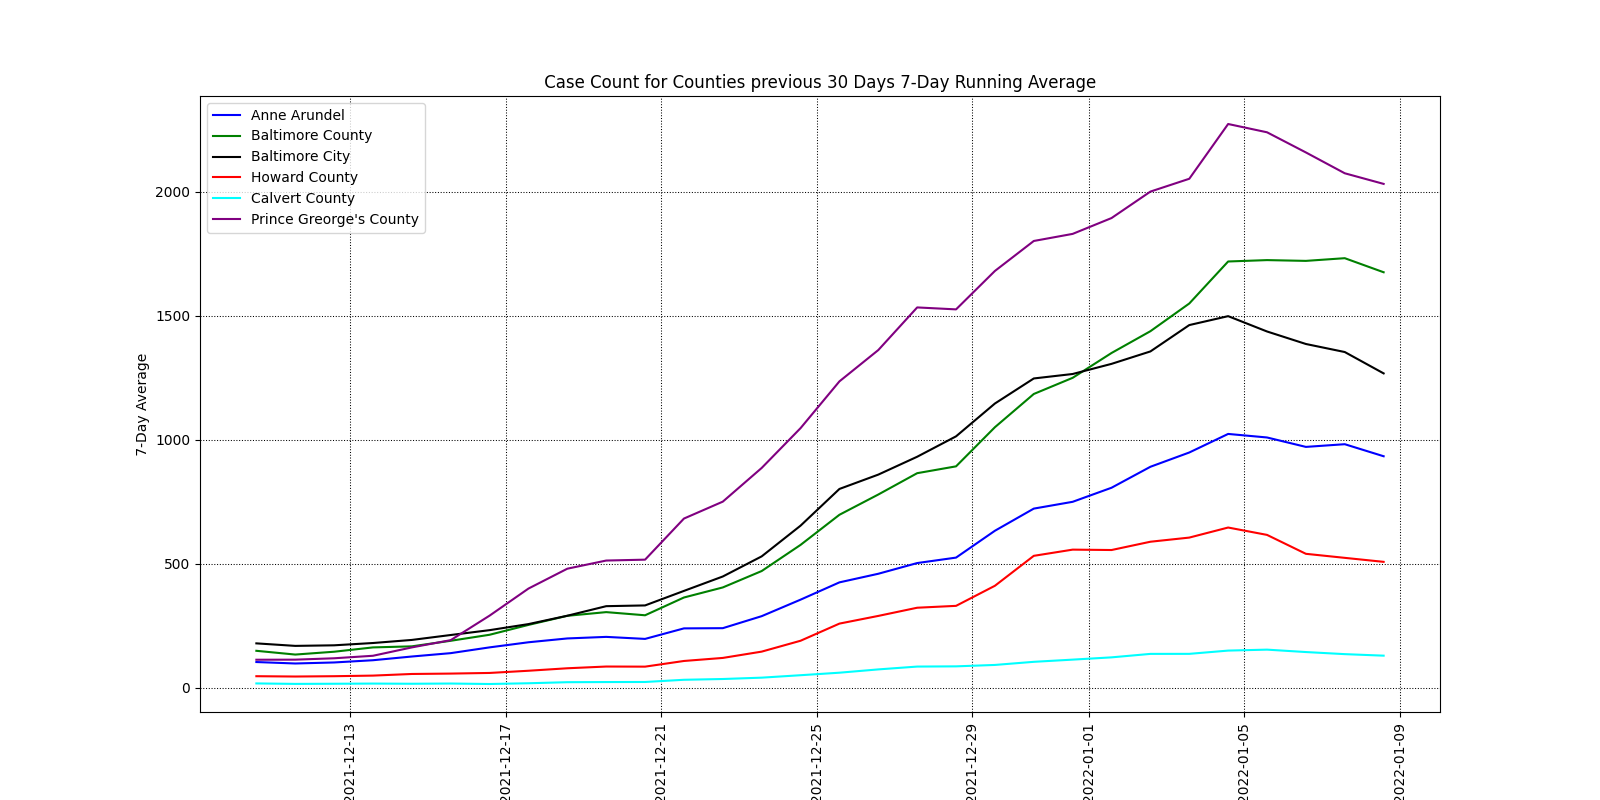 Case Count for Counties previous 30 Days 7-Day Running Average
Anne Arundel
Baltimore County
Baltimore City
Howard County
Calvert County
Prince Greorge's County
2000
1500
1000
500
0
7-Day Average
2021-12-13
2021-12-17
2021-12-21
2021-12-25
2021-12-29
2022-01-01
2022-01-05
2022-01-09